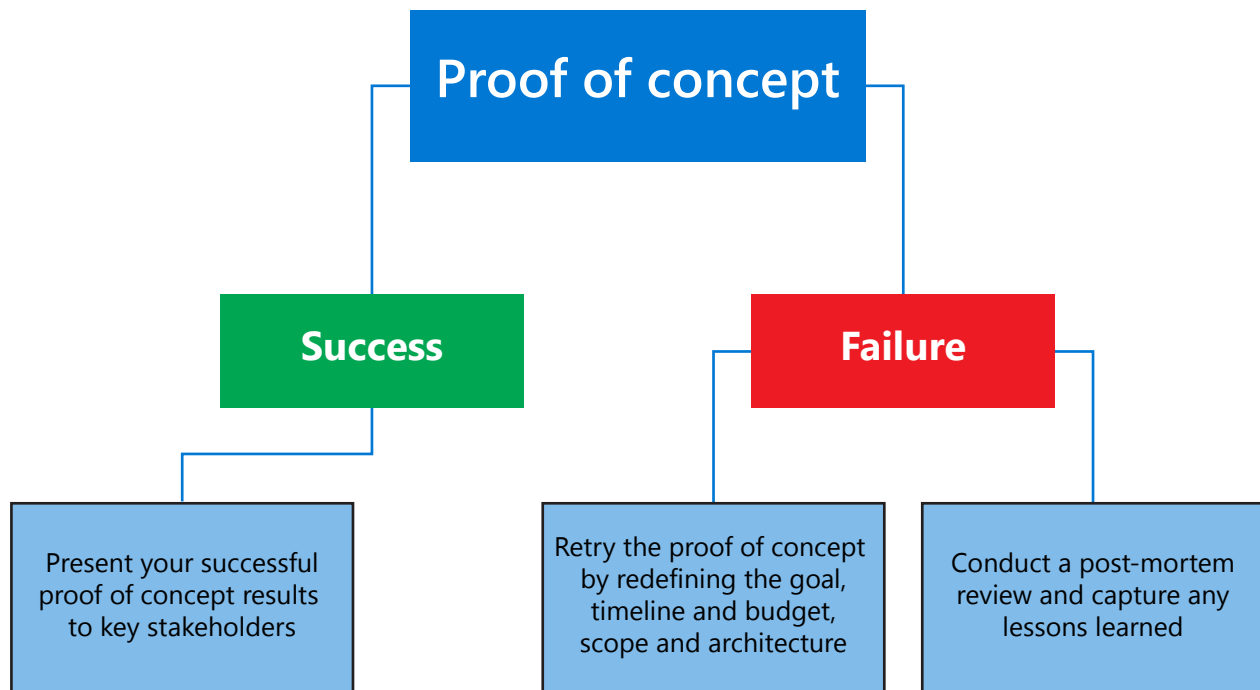 Proof of concept
Success
Failure
Present your successful
proof of concept results
to key stakeholders
Retry the proof of concept
by redefining the goal,
timeline and budget,
scope and architecture
Conduct a post-mortem
review and capture any
lessons learned